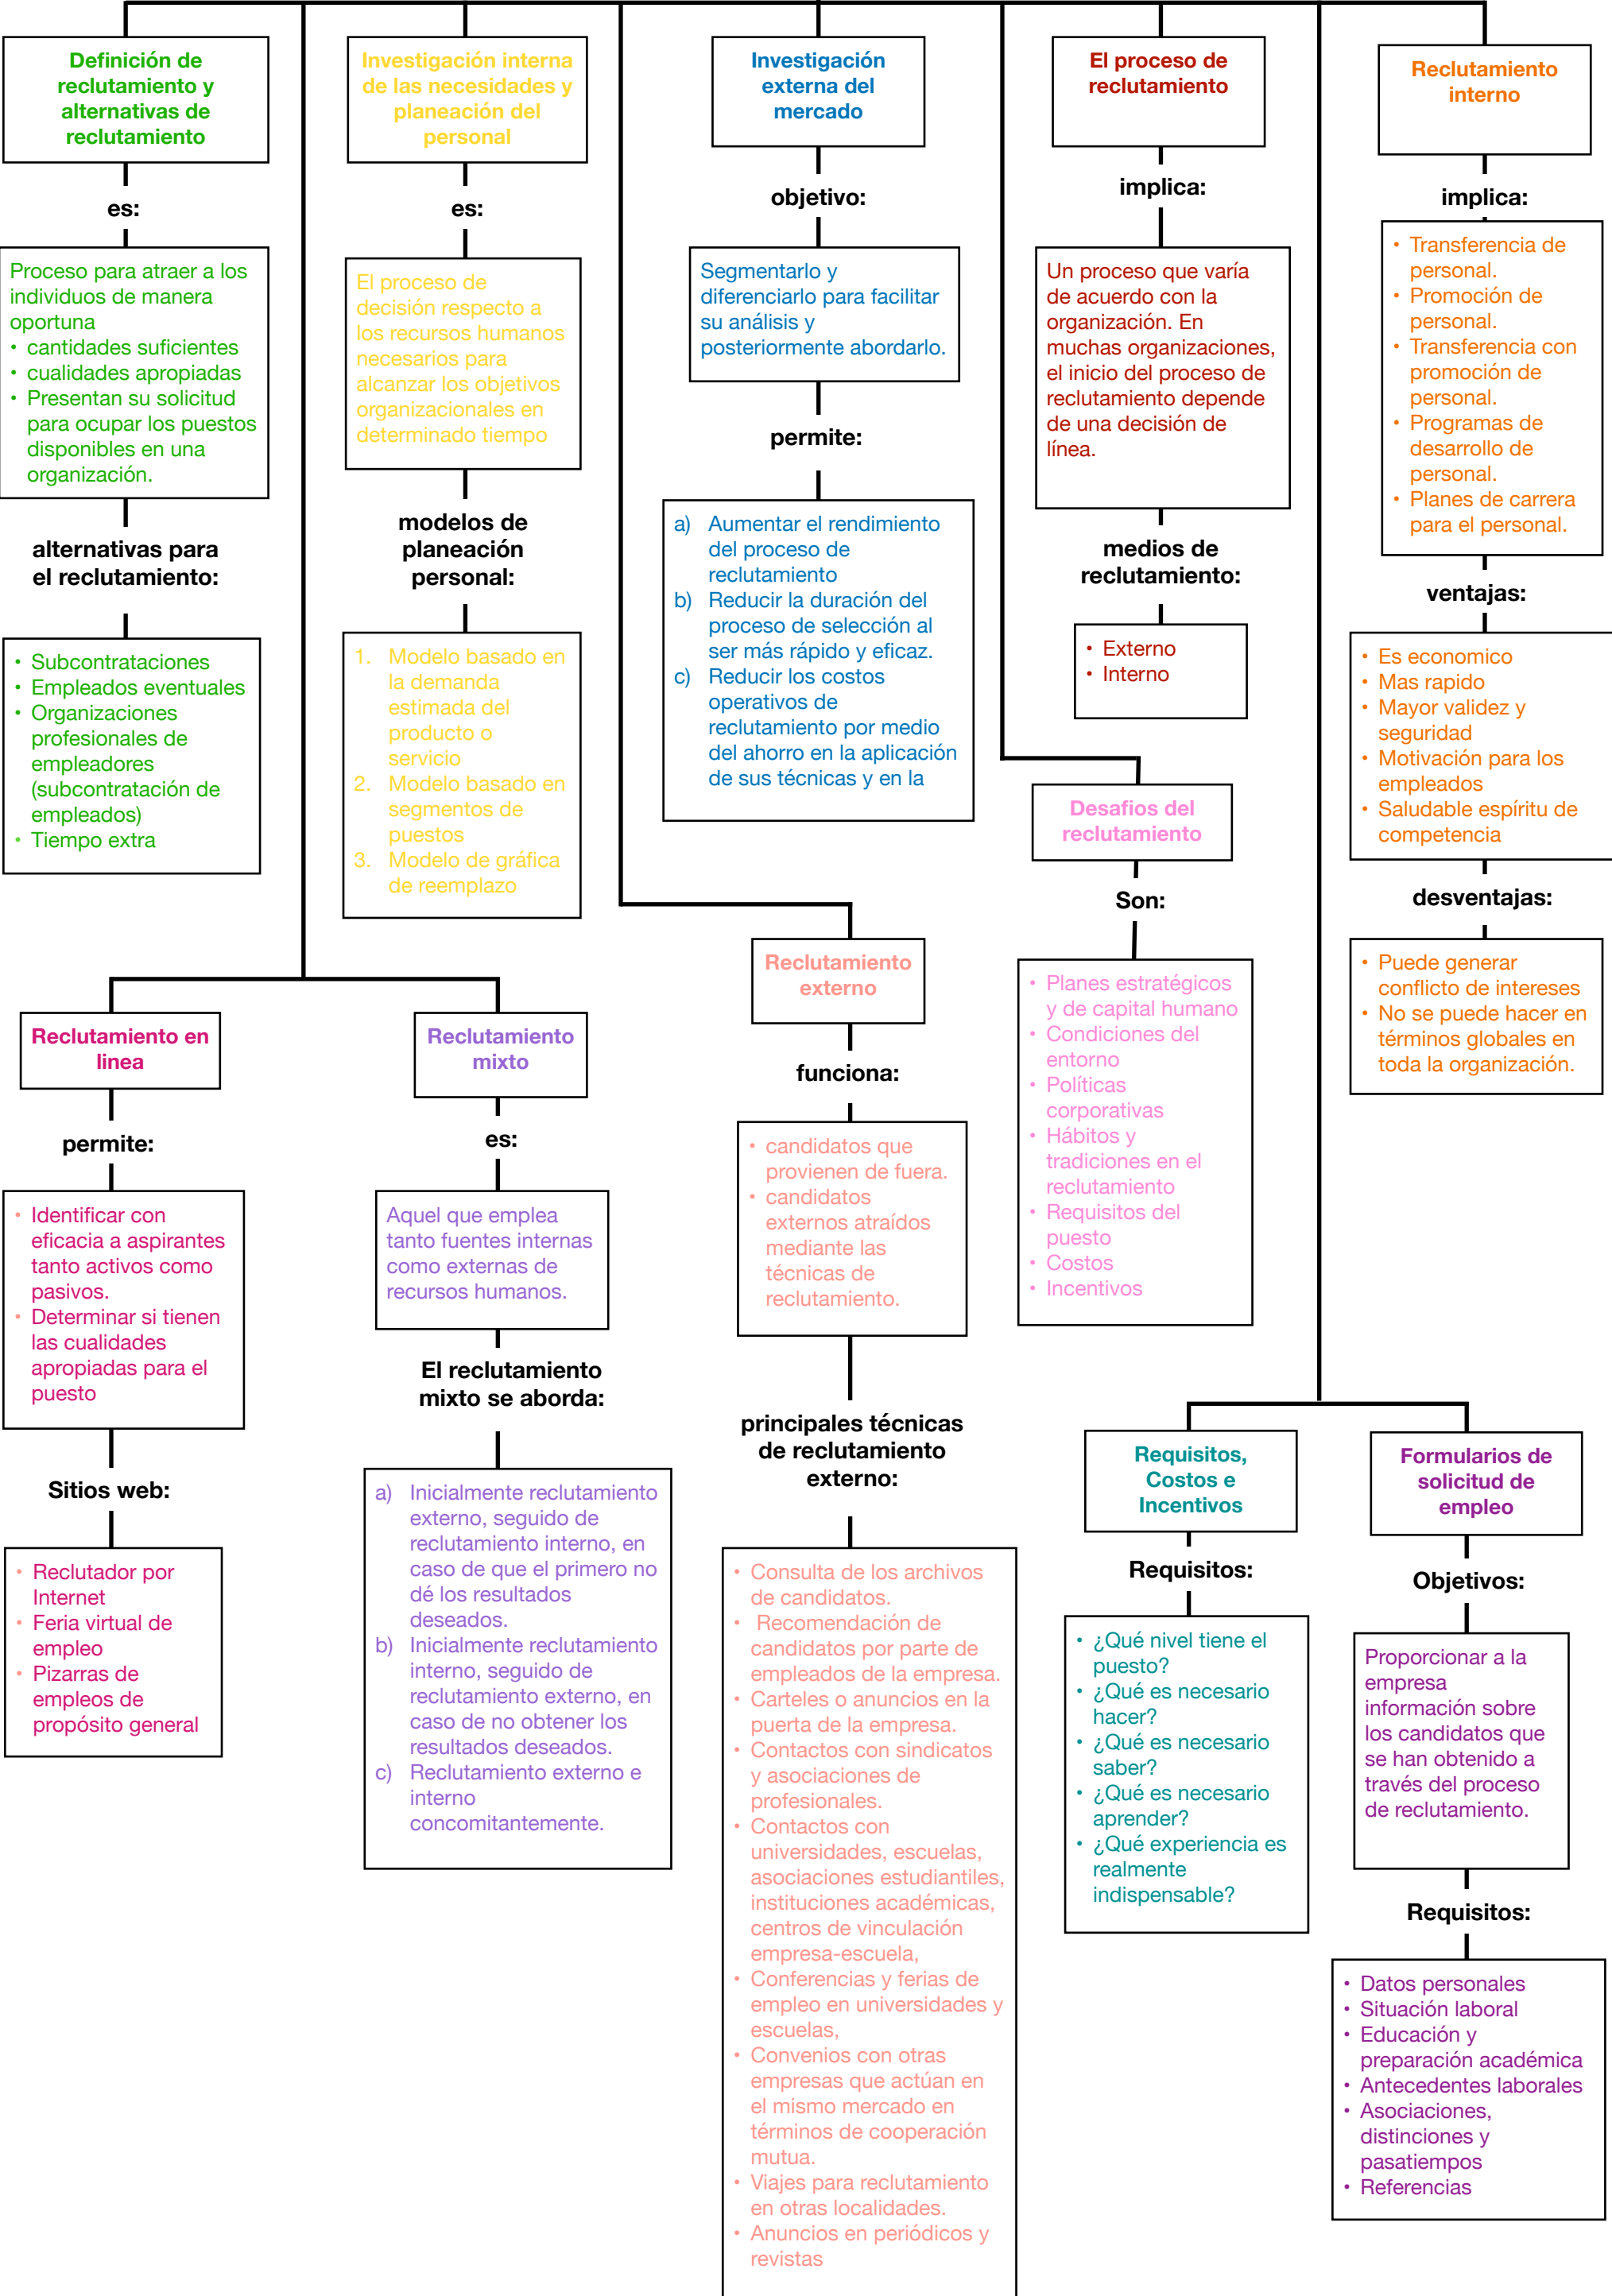 Definición de
reclutamiento y
alternativas de
reclutamiento
es:
Proceso para atraer a los
individuos de manera
oportuna
• cantidades suficientes
• cualidades apropiadas
• Presentan su solicitud
para ocupar los puestos
disponibles en una
organización.
alternativas para
el reclutamiento:
• Subcontrataciones
• Empleados eventuales
• Organizaciones
profesionales de
empleadores
(subcontratación de
empleados)
• Tiempo extra
Investigación interna
de las necesidades y
planeación del
personal
es:
El proceso de
decisión respecto a
los recursos humanos
necesarios para
alcanzar los objetivos
organizacionales en
determinado tiempo
modelos de
planeación
personal:
1. Modelo basado en
la demanda
estimada del
producto o
servicio
2. Modelo basado en
segmentos de
puestos
3. Modelo de gráfica
de reemplazo
Investigación
externa del
mercado
objetivo:
Segmentarlo y
diferenciarlo para facilitar
su análisis y
posteriormente abordarlo.
permite:
a) Aumentar el rendimiento
del proceso de
reclutamiento
b) Reducir la duración del
proceso de selección al
ser más rápido y eficaz.
c) Reducir los costos
operativos de
reclutamiento por medio
del ahorro en la aplicación
de sus técnicas y en la
El proceso de
reclutamiento
implica:
Un proceso que varía
de acuerdo con la
organización. En
muchas organizaciones,
el inicio del proceso de
reclutamiento depende
de una decisión de
línea.
medios de
reclutamiento:
• Externo
• Interno
Reclutamiento
interno
implica:
• Transferencia de
personal.
• Promoción de
personal.
• Transferencia con
promoción de
personal.
• Programas de
desarrollo de
personal.
• Planes de carrera
para el personal.
ventajas:
• Es economico
• Mas rapido
• Mayor validez y
seguridad
• Motivación para los
empleados
• Saludable espíritu de
competencia
desventajas:
• Puede generar
conflicto de intereses
• No se puede hacer en
términos globales en
toda la organización.
Desafios del
reclutamiento
Son:
• Planes estratégicos
y de capital humano
• Condiciones del
entorno
• Políticas
corporativas
• Hábitos y
tradiciones en el
reclutamiento
• Requisitos del
puesto
• Costos
• Incentivos
Reclutamiento en
linea
permite:
• Identificar con
eficacia a aspirantes
tanto activos como
pasivos.
• Determinar si tienen
las cualidades
apropiadas para el
puesto
Sitios web:
• Reclutador por
Internet
• Feria virtual de
empleo
• Pizarras de
empleos de
propósito general
Reclutamiento
mixto
es:
Aquel que emplea
tanto fuentes internas
como externas de
recursos humanos.
El reclutamiento
mixto se aborda:
a) Inicialmente reclutamiento
externo, seguido de
reclutamiento interno, en
caso de que el primero no
dé los resultados
deseados.
b) Inicialmente reclutamiento
interno, seguido de
reclutamiento externo, en
caso de no obtener los
resultados deseados.
c) Reclutamiento externo e
interno
concomitantemente.
Reclutamiento
externo
funciona:
• candidatos que
provienen de fuera.
• candidatos
externos atraídos
mediante las
técnicas de
reclutamiento.
principales técnicas
de reclutamiento
externo:
• Consulta de los archivos
de candidatos.
• Recomendación de
candidatos por parte de
empleados de la empresa.
• Carteles o anuncios en la
puerta de la empresa.
• Contactos con sindicatos
y asociaciones de
profesionales.
• Contactos con
universidades, escuelas,
asociaciones estudiantiles,
instituciones académicas,
centros de vinculación
empresa-escuela,
• Conferencias y ferias de
empleo en universidades y
escuelas,
• Convenios con otras
empresas que actúan en
el mismo mercado en
términos de cooperación
mutua.
• Viajes para reclutamiento
en otras localidades.
• Anuncios en periódicos y
revistas
Requisitos,
Costos e
Incentivos
Requisitos:
• ¿Qué nivel tiene el
puesto?
• ¿Qué es necesario
hacer?
• ¿Qué es necesario
saber?
• ¿Qué es necesario
aprender?
• ¿Qué experiencia es
realmente
indispensable?
Formularios de
solicitud de
empleo
Objetivos:
Proporcionar a la
empresa
información sobre
los candidatos que
se han obtenido a
través del proceso
de reclutamiento.
Requisitos:
• Datos personales
• Situación laboral
• Educación y
preparación académica
• Antecedentes laborales
• Asociaciones,
distinciones y
pasatiempos
• Referencias